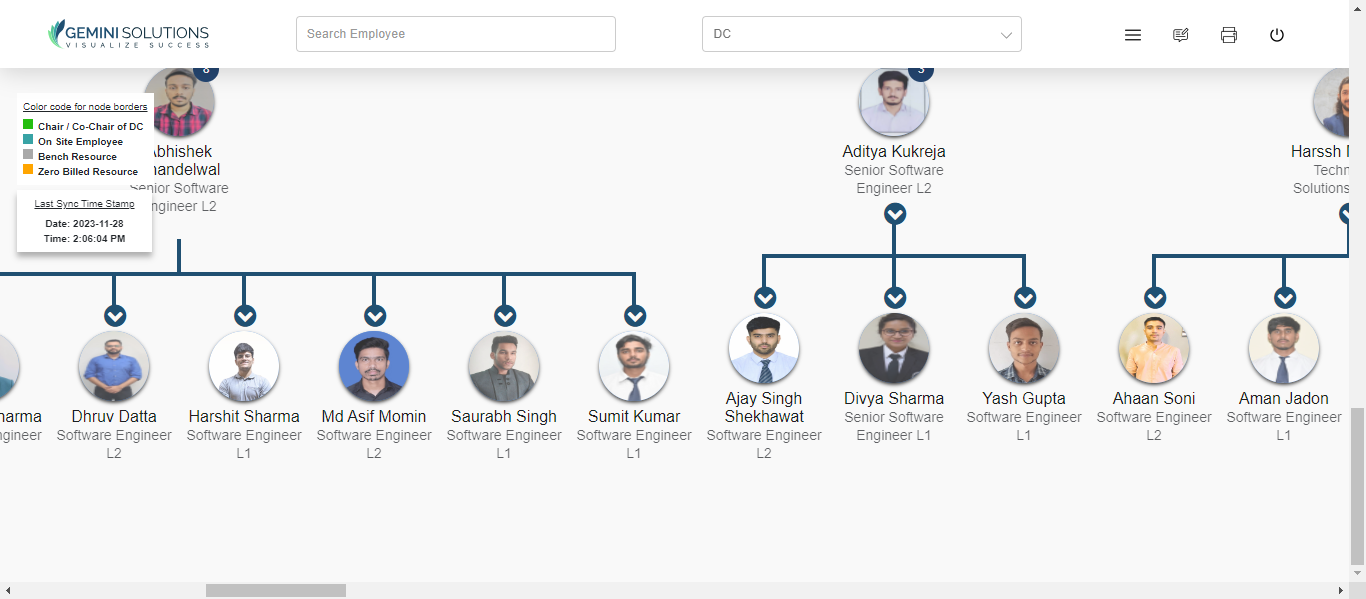 GEMINI SOLUTIONS
VISUALIZE SUCCESS
Search Employee
DC
8
3
Color code for node borders
Chair / Co-Chair of DC
On Site Employee
Bench Resource
Zero Billed Resource
Last Sync Time Stamp
Date: 2023-11-28
Time: 2:06:04 PM
Abhishek
handelwal
Senior Software
ngineer L2
Aditya Kukreja
Senior Software
Engineer L2
Harssh
Techn
Solutions
harma
ngineer
Dhruv Datta
Software Engineer
L2
Harshit Sharma
Software Engineer
L1
Md Asif Momin
Software Engineer
L2
Saurabh Singh
Software Engineer
L1
Sumit Kumar
Software Engineer
L1
Ajay Singh
Shekhawat
Software Engineer
L2
Divya Sharma
Senior Software
Engineer L1
Yash Gupta
Software Engineer
L1
Ahaan Soni
Software Engineer
L2
Aman Jadon
Software Engineer
L1